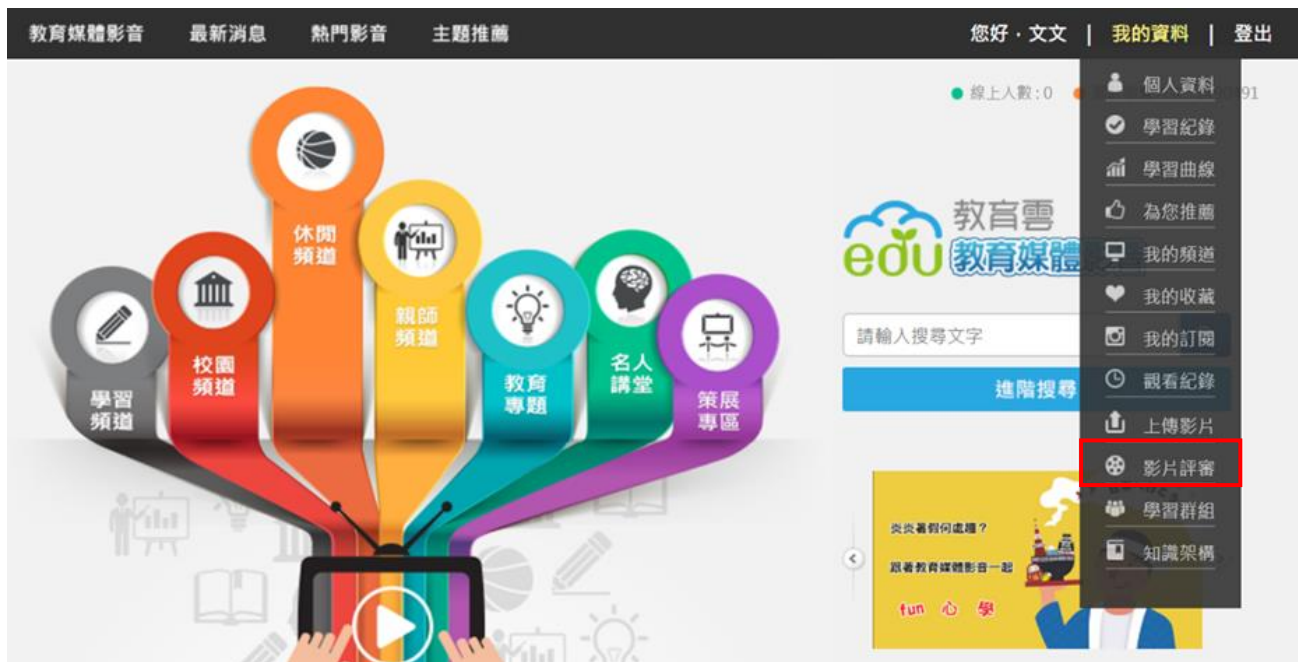 教育媒體影音 最新消息 熱門影音 主題推薦
您好 · 文文 | 我的資料 | 登出
線上人數 : 0
91
個人資料
學習紀錄
學習曲線
為您推薦
我的頻道
我的收藏
我的訂閱
觀看紀錄
上傳影片
影片評審
學習群組
知識架構
休閒
頻道
親師
頻道
校園
頻道
學習
頻道
教育
專題
名人
講堂
策展
專區
教育雲
edu 教育媒體
請輸入搜尋文字
進階搜尋
炎炎暑假何處趣？
跟著教育媒體影音一起
fun 心 學